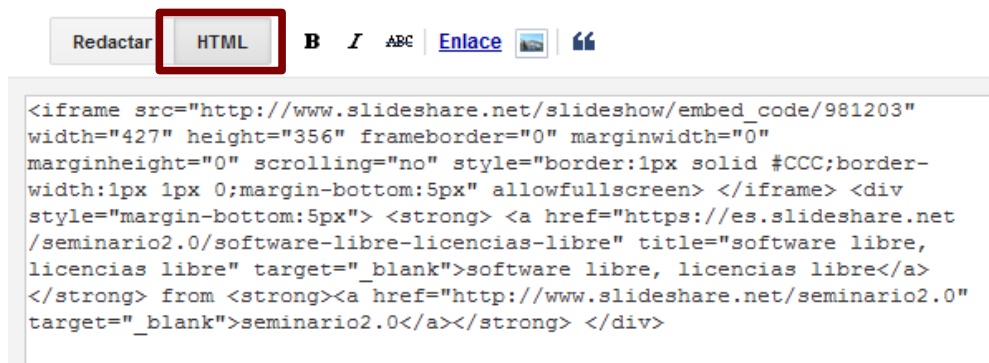 Redactar HTML B I ABC Enlace “
<iframe src="http://www.slideshare.net/slideshow/embed_code/981203"
width="427" height="356" frameborder="0" marginwidth="0"
marginheight="0" scrolling="no" style="border:1px solid #CCC;border-
width:1px 1px 0;margin-bottom:5px" allowfullscreen> </iframe> <div
style="margin-bottom:5px"> <strong> <a href="https://es.slideshare.net
/seminario2.0/software-libre-licencias-libre" title="software libre,
licencias libre" target="_blank">software libre, licencias libre</a>
</strong> from <strong><a href="http://www.slideshare.net/seminario2.0"
target="_blank">seminario2.0</a></strong> </div>